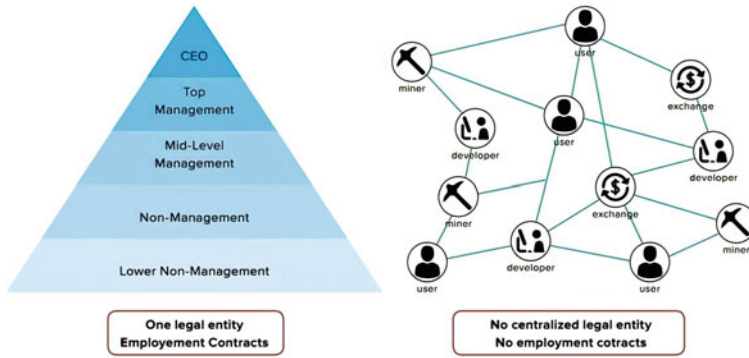 CEO
Top
Management
Mid-Level
Management
Non-Management
Lower Non-Management
One legal entity
Employement Contracts
user
miner
exchange
developer
user
developer
miner
exchange
miner
developer
user
user
No centralized legal entity
No employment cotracts